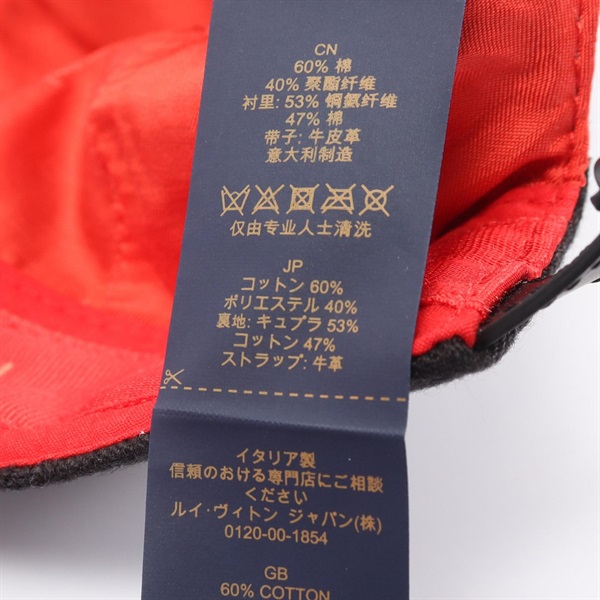 CN
60% 棉
40% 聚酯纤维
衬里: 53% 铜氨纤维
47% 棉
带子: 牛皮革
意大利制造
仅由专业人士清洗
JP
コットン 60%
ポリエステル 40%
裏地: キュプラ 53%
コットン 47%
ストラップ: 牛革
イタリア製
信頼のおける専門店にご相談
ください
ルイ・ヴィトン ジャパン(株)
0120-00-1854
GB
60% COTTON